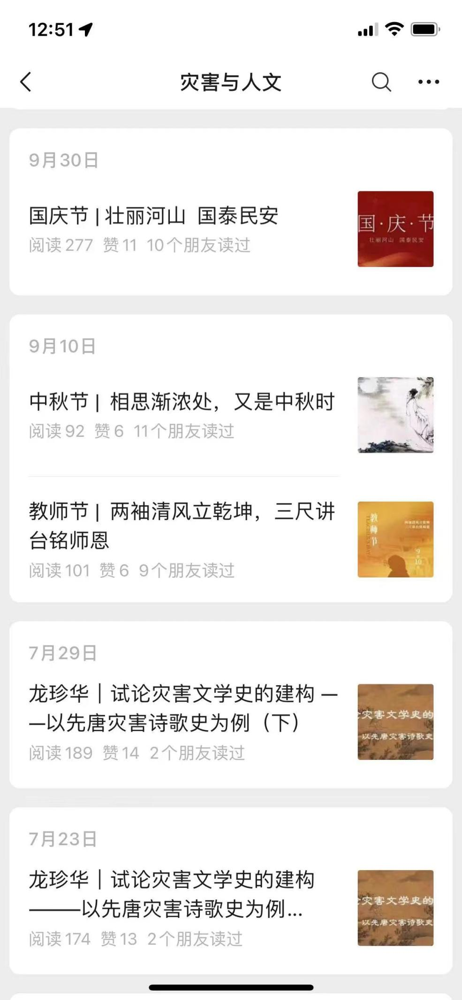 12:51
灾害与人文
9月30日
国庆节 | 壮丽河山 国泰民安
阅读 277 赞 11 10个朋友读过
国·庆·节
壮丽河山 国泰民安
9月10日
中秋节 | 相思渐浓处，又是中秋时
阅读 92 赞 6 11个朋友读过
教师节 | 两袖清风立乾坤，三尺讲
台铭师恩
阅读 101 赞 6 9个朋友读过
教师节
9
10
7月29日
龙珍华｜试论灾害文学史的建构 —
—以先唐灾害诗歌史为例（下）
阅读 189 赞 14 2个朋友读过
灾害文学史的
以先唐灾害诗歌史
7月23日
龙珍华｜试论灾害文学史的建构
———以先唐灾害诗歌史为例...
阅读 174 赞 13 2个朋友读过
灾害文学史的
以先唐灾害诗歌史